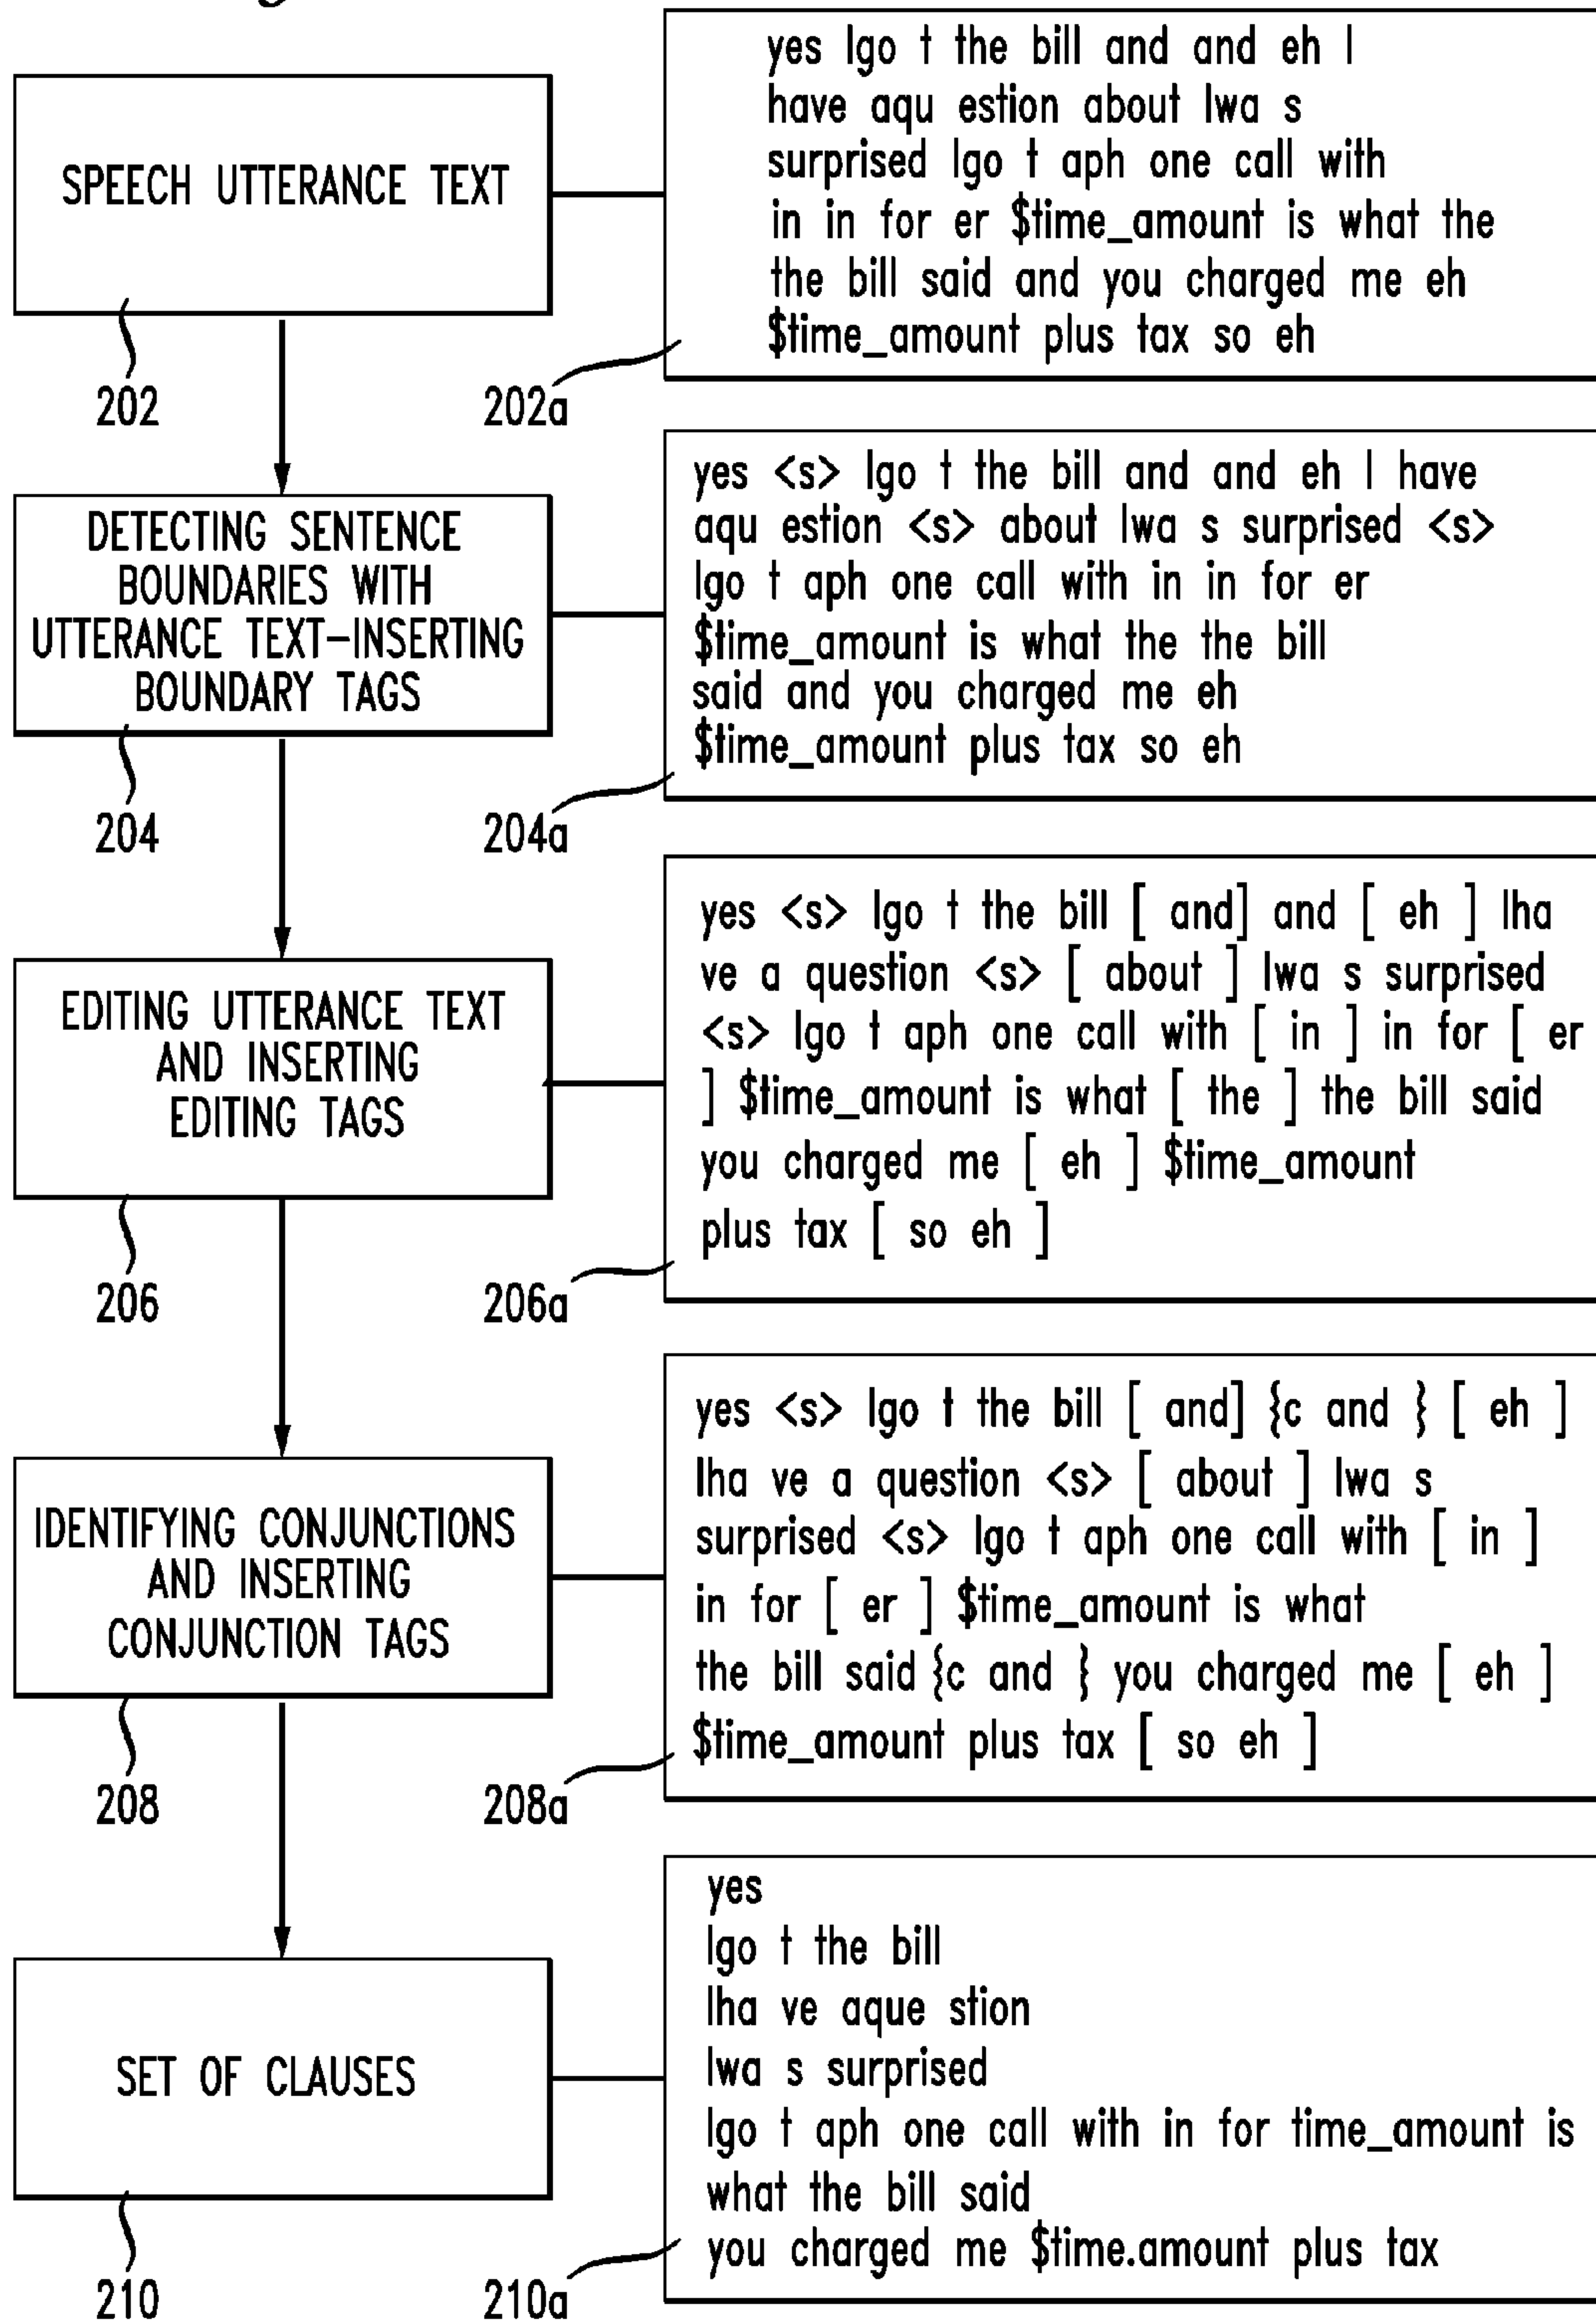 SPEECH UTTERANCE TEXT
202
yes Igo t the bill and and eh I
have aqu estion about Iwa s
surprised Igo t aph one call with
in in for er $time_amount is what the
the bill said and you charged me eh
$time_amount plus tax so eh
202a
DETECTING SENTENCE
BOUNDARIES WITH
UTTERANCE TEXT-INSERTING
BOUNDARY TAGS
204
yes <s> Igo t the bill and and eh I have
aqu estion <s> about Iwa s surprised <s>
Igo t aph one call with in in for er
$time_amount is what the the bill
said and you charged me eh
$time_amount plus tax so eh
204a
EDITING UTTERANCE TEXT
AND INSERTING
EDITING TAGS
206
yes <s> Igo t the bill [ and] and [ eh ] Iha
ve a question <s> [ about ] Iwa s surprised
<s> Igo t aph one call with [ in ] in for [ er
] $time_amount is what [ the ] the bill said
you charged me [ eh ] $time_amount
plus tax [ so eh ]
206a
IDENTIFYING CONJUNCTIONS
AND INSERTING
CONJUNCTION TAGS
208
yes <s> Igo t the bill [ and] {c and } [ eh ]
Iha ve a question <s> [ about ] Iwa s
surprised <s> Igo t aph one call with [ in ]
in for [ er ] $time_amount is what
the bill said {c and } you charged me [ eh ]
$time_amount plus tax [ so eh ]
208a
SET OF CLAUSES
210
yes
Igo t the bill
Iha ve aque stion
Iwa s surprised
Igo t aph one call with in for time_amount is
what the bill said
you charged me $time.amount plus tax
210a